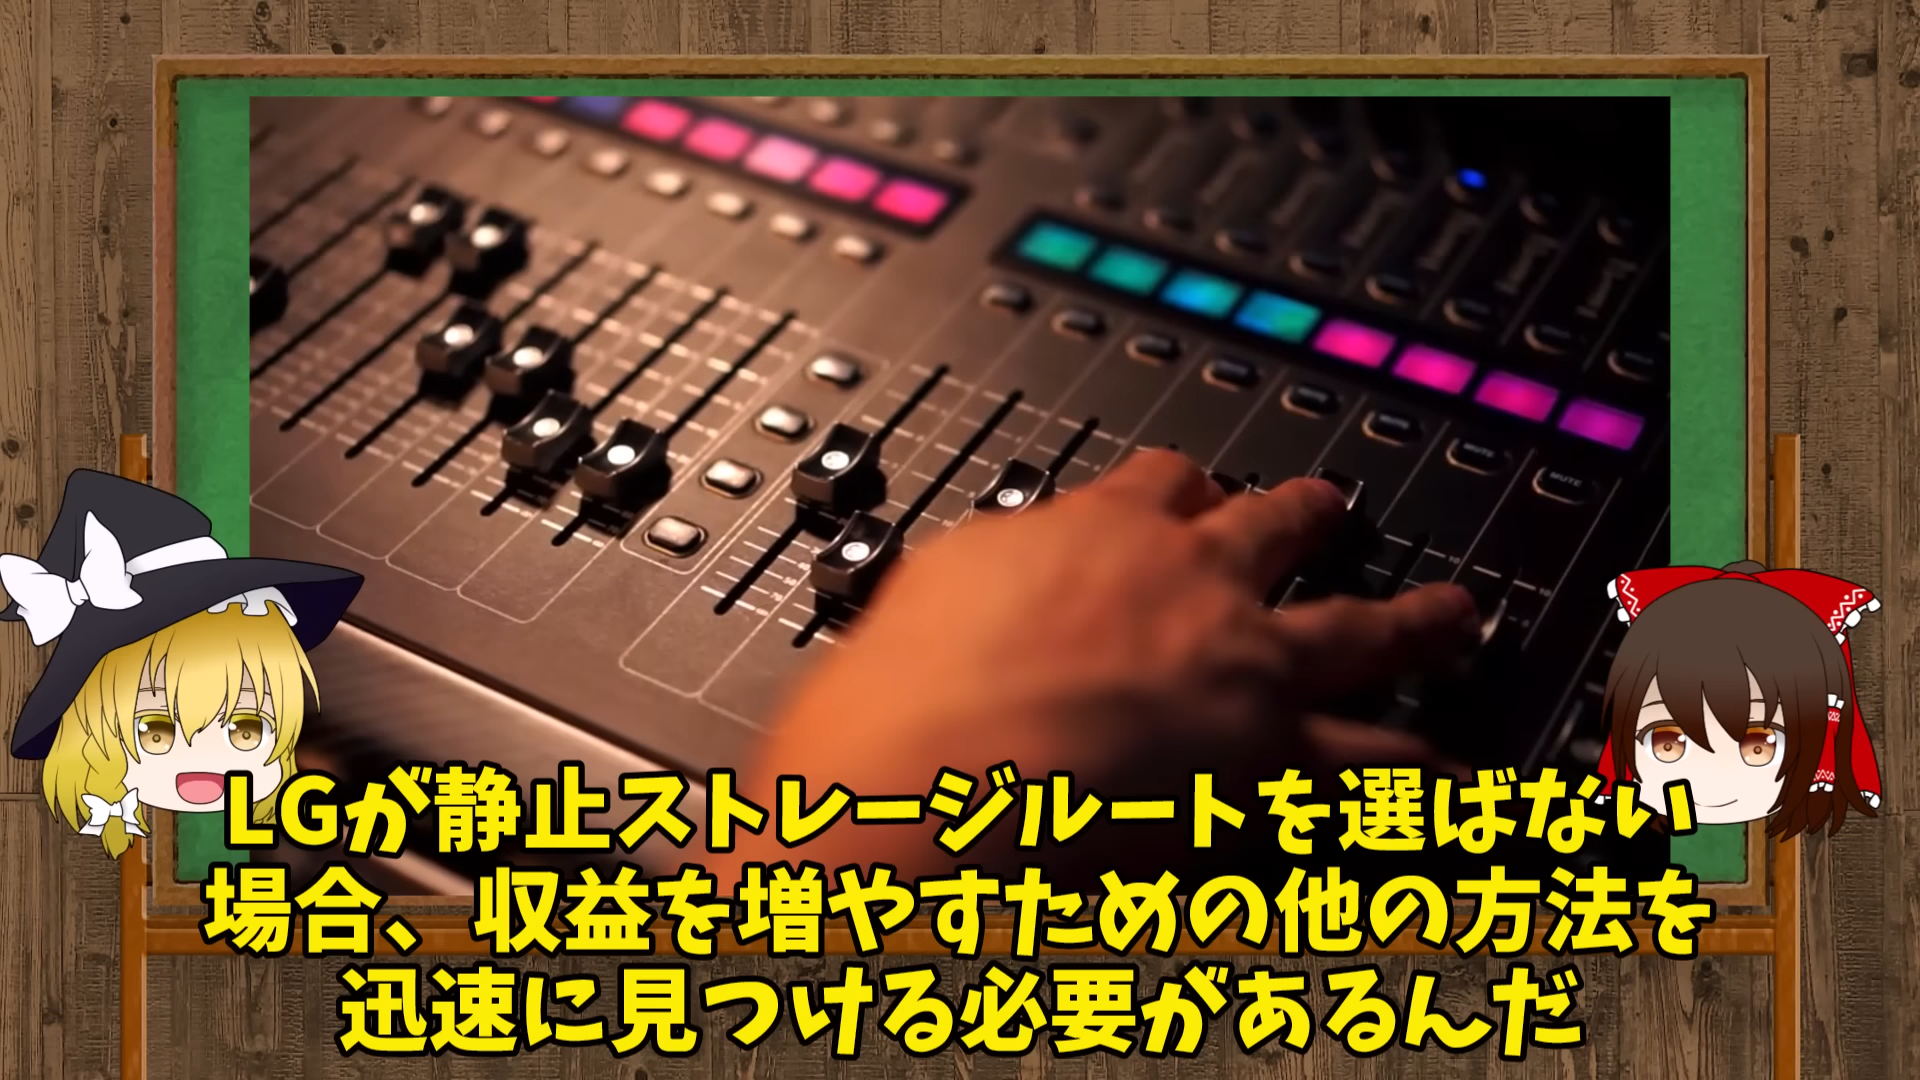 MUTE
MUTE
LGが静止ストレージルートを選ばない
場合、収益を増やすための他の方法を
迅速に見つける必要があるんだ